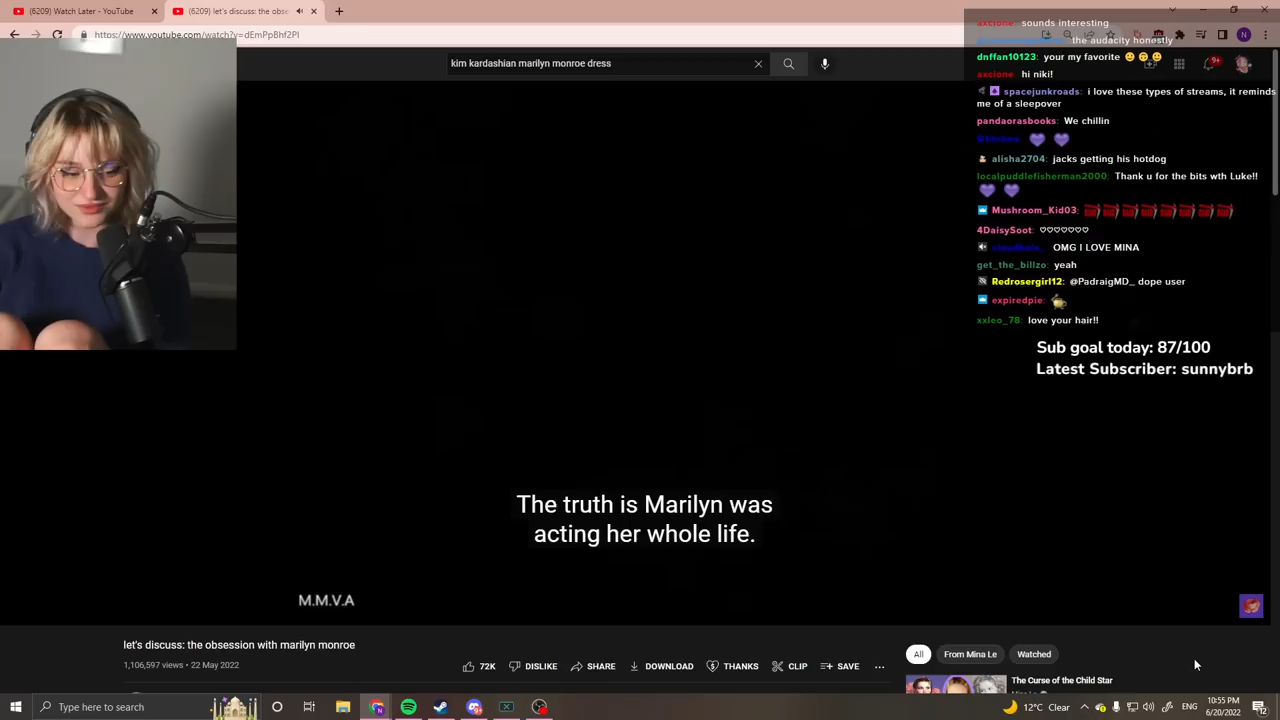 (6209) Watch Later - YouTube
(6209) let's discuss: the obse
https://www.youtube.com/watch?v=dEmPpBhf2PI
kim kardashian marilyn monroe dress
9+
N
axcione: sounds interesting
the audacity honestly
dnffan10123: your my favorite 😀 🙃 😀
axcione: hi niki!
spacejunkroads: i love these types of streams, it reminds
me of a sleepover
pandaorasbooks: We chillin
alisha2704: jacks getting his hotdog
localpuddlefisherman2000: Thank u for the bits wth Luke!!
Mushroom_Kid03:
4DaisySoot: ♡♡♡♡♡♡♡
OMG I LOVE MINA
get_the_billzo: yeah
Redrosergirl12: @PadraigMD_ dope user
expiredpie:
xxleo_78: love your hair!!
Sub goal today: 87/100
Latest Subscriber: sunnybrb
The truth is Marilyn was
acting her whole life.
M.M.V.A
let's discuss: the obsession with marilyn monroe
1,106,597 views • 22 May 2022
72K DISLIKE SHARE DOWNLOAD THANKS CLIP SAVE ...
All From Mina Le Watched
The Curse of the Child Star
Type here to search
12°C Clear
10:55 PM
6/20/2022
12